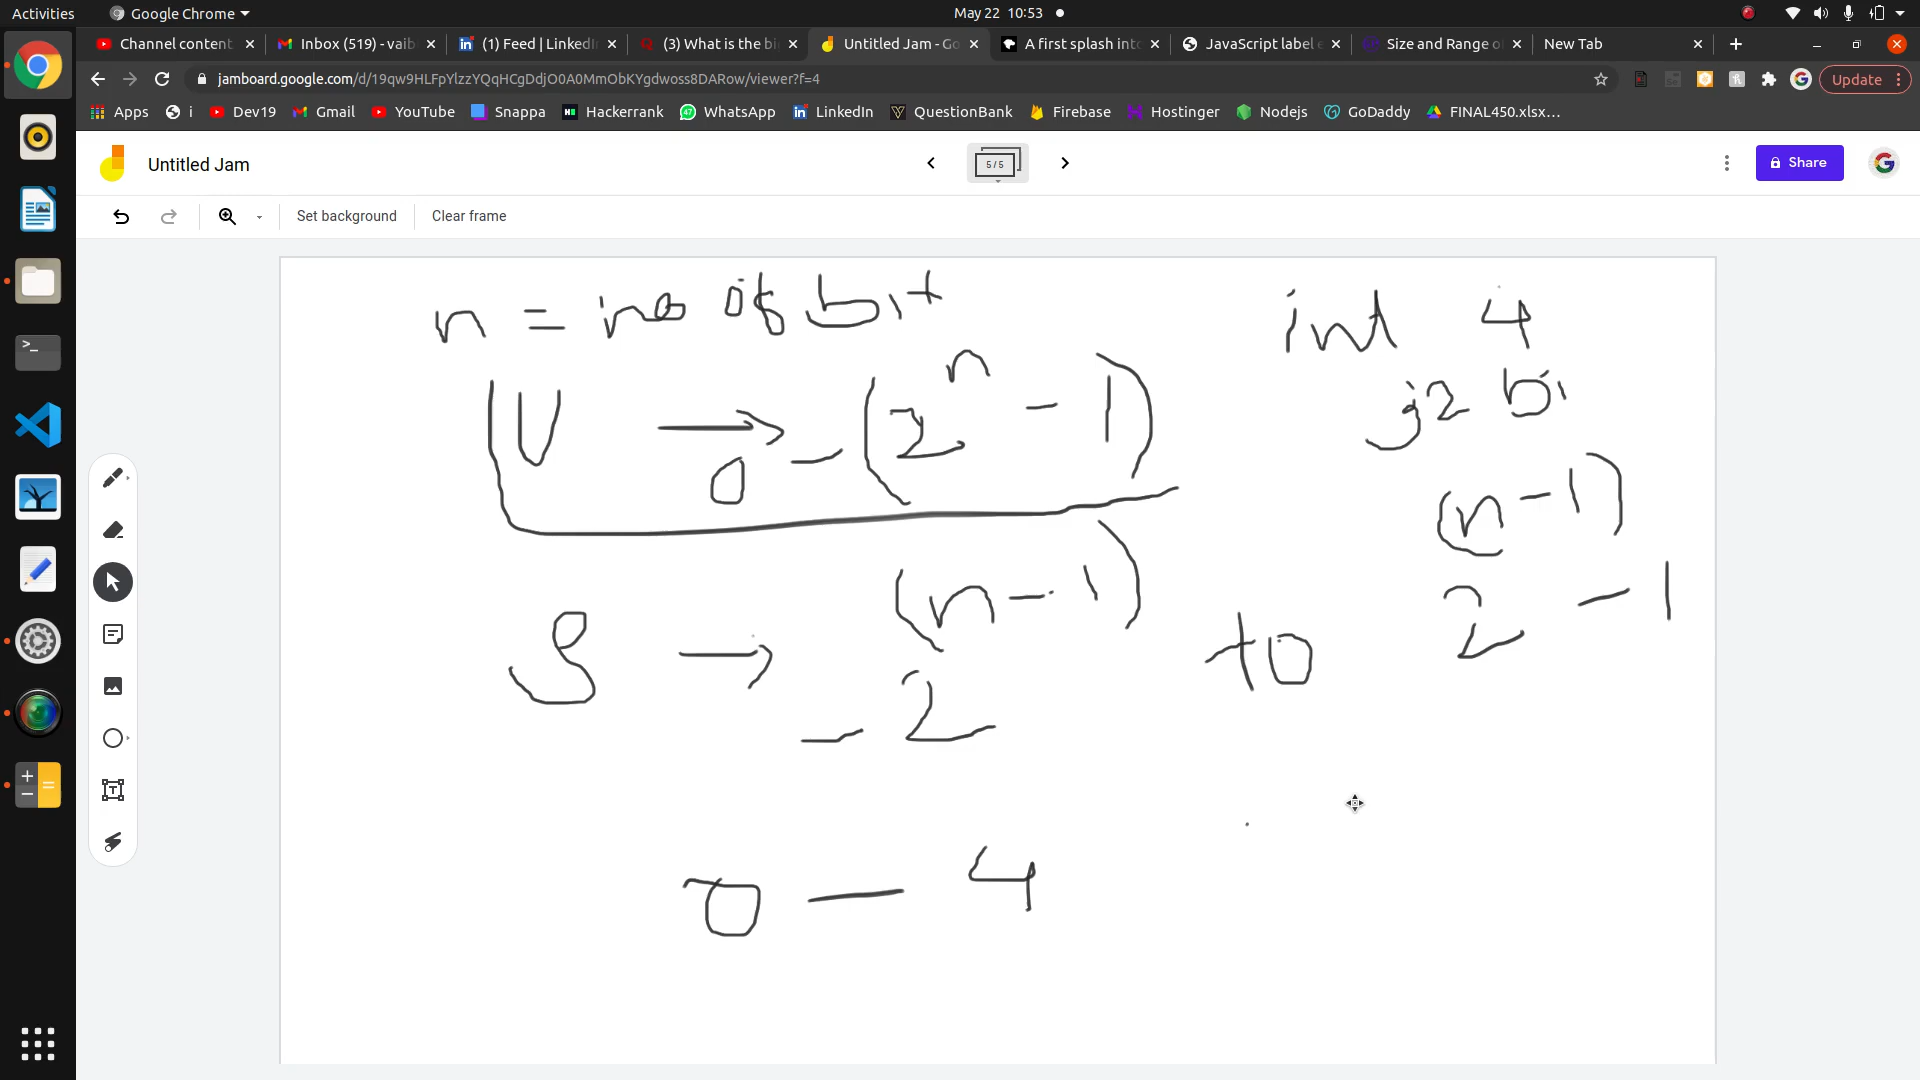 Activities Google Chrome May 22 10:53
Channel content Inbox (519) - vaib (1) Feed | LinkedIn (3) What is the bi Untitled Jam - Go A first splash into JavaScript label e Size and Range o New Tab
jamboard.google.com/d/19qw9HLFpYlzzYQqHCgDdjO0A0MmObKYgdwoss8DARow/viewer?f=4 Update
Apps i Dev19 Gmail YouTube Snappa Hackerrank WhatsApp LinkedIn QuestionBank Firebase Hostinger Nodejs GoDaddy FINAL450.xlsx...
Untitled Jam 5 / 5 Share
Set background Clear frame
n = no of bit int 4
U → 0 - (2^n - 1) 32 bi
S → - 2^(n-1) to 2^(n-1) - 1
0 - 4